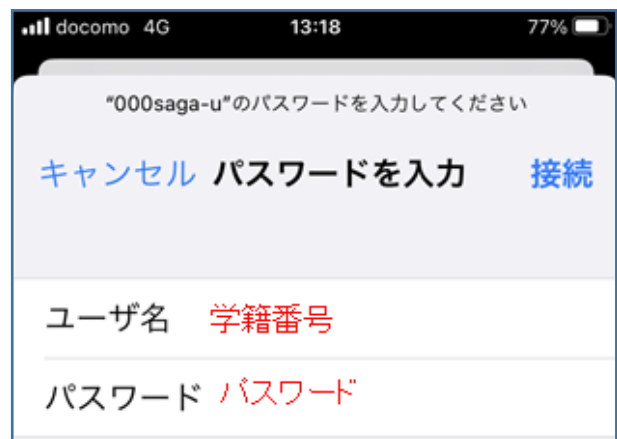 docomo 4G 13:18 77%
"000saga-u"のパスワードを入力してください
キャンセル パスワードを入力 接続
ユーザ名 学籍番号
パスワード パスワード